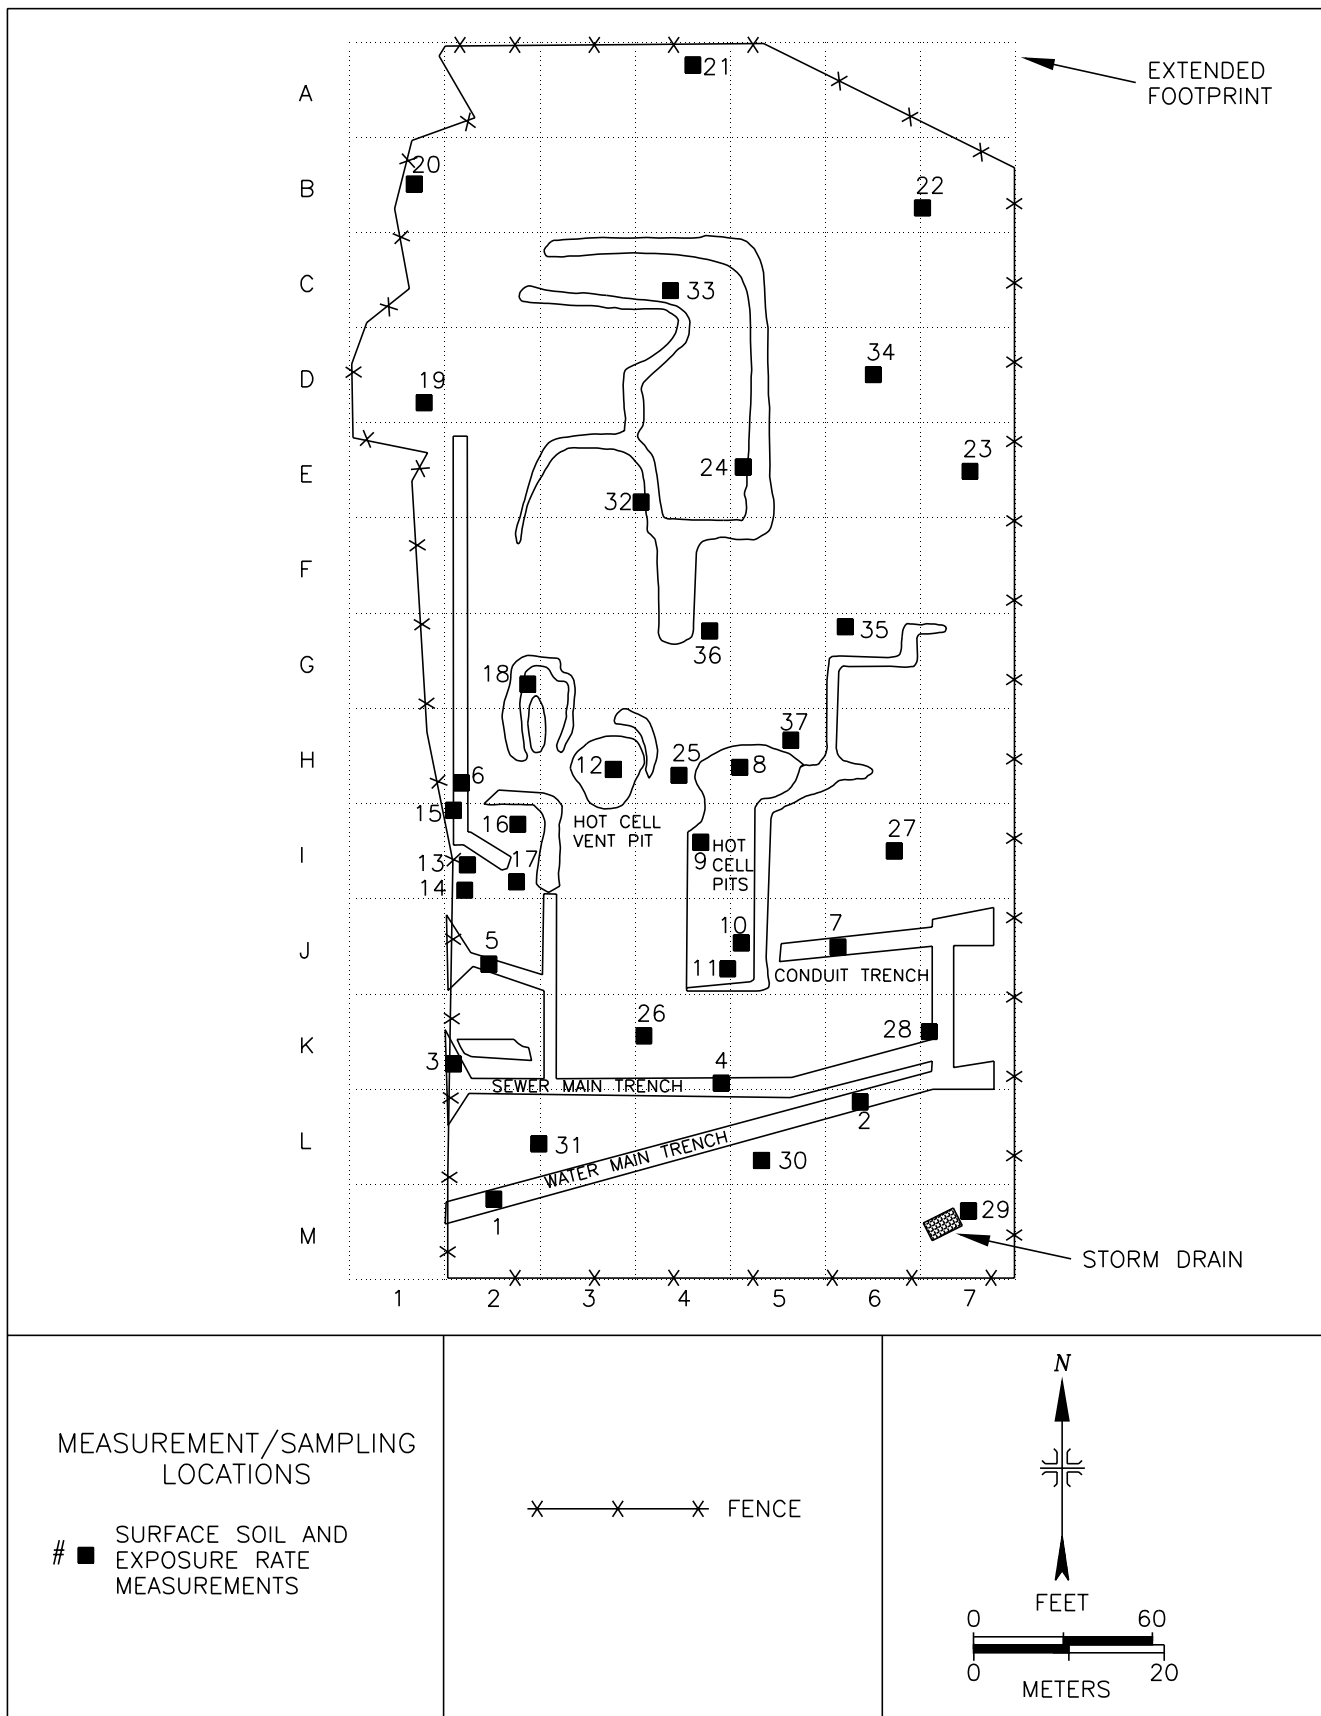 21
EXTENDED
FOOTPRINT
A
20
B
22
C
33
34
D
19
23
24
E
32
F
35
36
G
18
37
H
12
25
8
6
15
16
HOT CELL
VENT PIT
27
HOT
CELL
PITS
9
I
13
17
14
10
7
J
5
11
CONDUIT TRENCH
26
28
K
3
4
SEWER MAIN TRENCH
2
L
31
WATER MAIN TRENCH
30
1
29
M
STORM DRAIN
1 2 3 4 5 6 7
MEASUREMENT/SAMPLING
LOCATIONS
# SURFACE SOIL AND
EXPOSURE RATE
MEASUREMENTS
FENCE
N
FEET
0 60
0 20
METERS